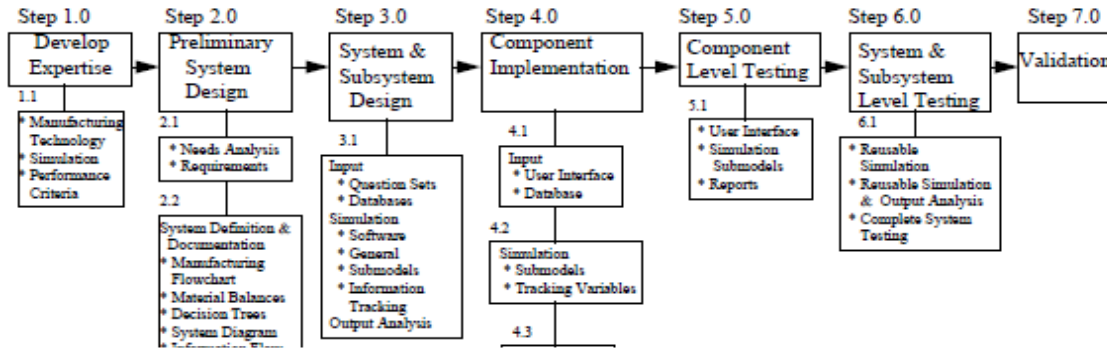 Step 1.0
Develop
Expertise
1.1
* Manufacturing
Technology
* Simulation
* Performance
Criteria
Step 2.0
Preliminary
System
Design
2.1
* Needs Analysis
* Requirements
2.2
System Definition &
Documentation
* Manufacturing
Flowchart
* Material Balances
* Decision Trees
* System Diagram
* Information Flow
Step 3.0
System &
Subsystem
Design
3.1
Input
* Question Sets
* Databases
Simulation
* Software
* General
* Submodels
* Information
Tracking
Output Analysis
Step 4.0
Component
Implementation
4.1
Input
* User Interface
* Database
4.2
Simulation
* Submodels
* Tracking Variables
4.3
Step 5.0
Component
Level Testing
5.1
* User Interface
* Simulation
Submodels
* Reports
Step 6.0
System &
Subsystem
Level Testing
6.1
* Reusable
Simulation
* Reusable Simulation
& Output Analysis
* Complete System
Testing
Step 7.0
Validation